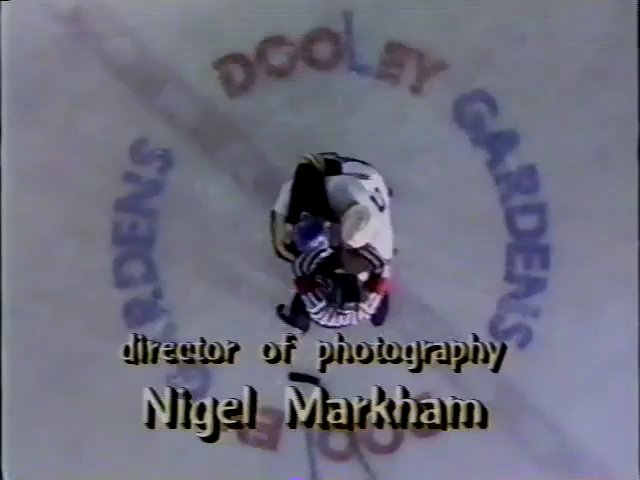 DOOLEY
GARDENS
GARDENS
director of photography
Nigel Markham